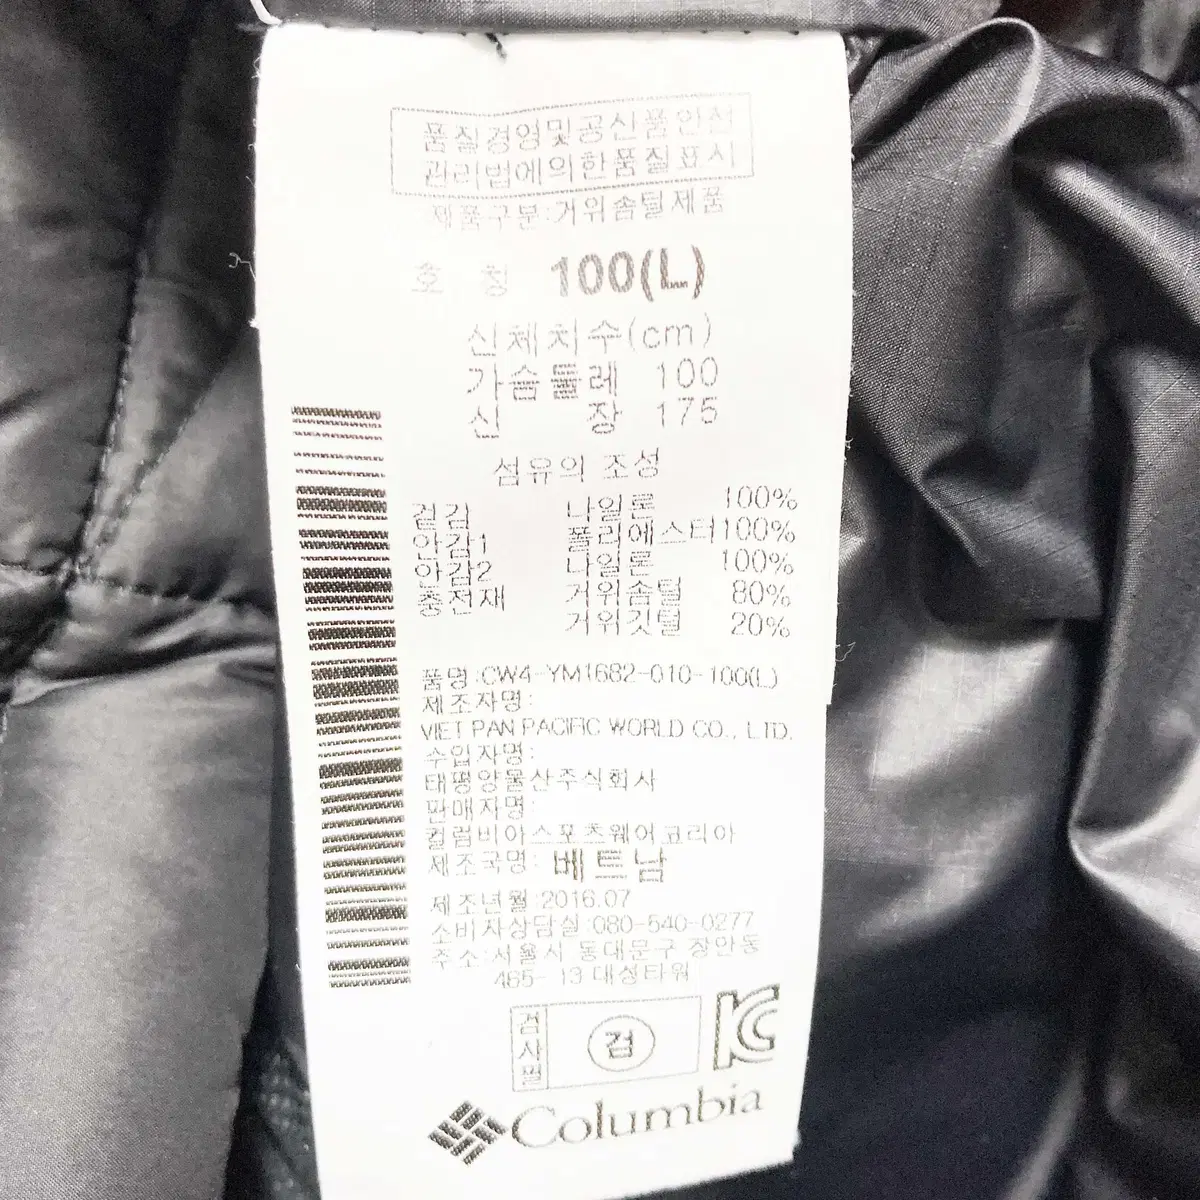 품질경영및공산품안전
관리법에의한품질표시
제품구분:거위솜털제품
호 칭 100(L)
신체치수(cm)
가슴둘레 100
신 장 175
섬유의 조성
겉감 나일론 100%
안감1 폴리에스터100%
안감2 나일론 100%
충전재 거위솜털 80%
거위깃털 20%
품명:CW4-YM1682-010-100(L)
제조자명:
VIET PAN PACIFIC WORLD CO., LTD.
수입자명:
태평양물산주식회사
판매자명:
컬럼비아스포츠웨어코리아
제조국명: 베트남
제조년월:2016.07
소비자상담실:080-540-0277
주소:서울시 동대문구 장안동
465-13 대성타워
검사필
검
Columbia